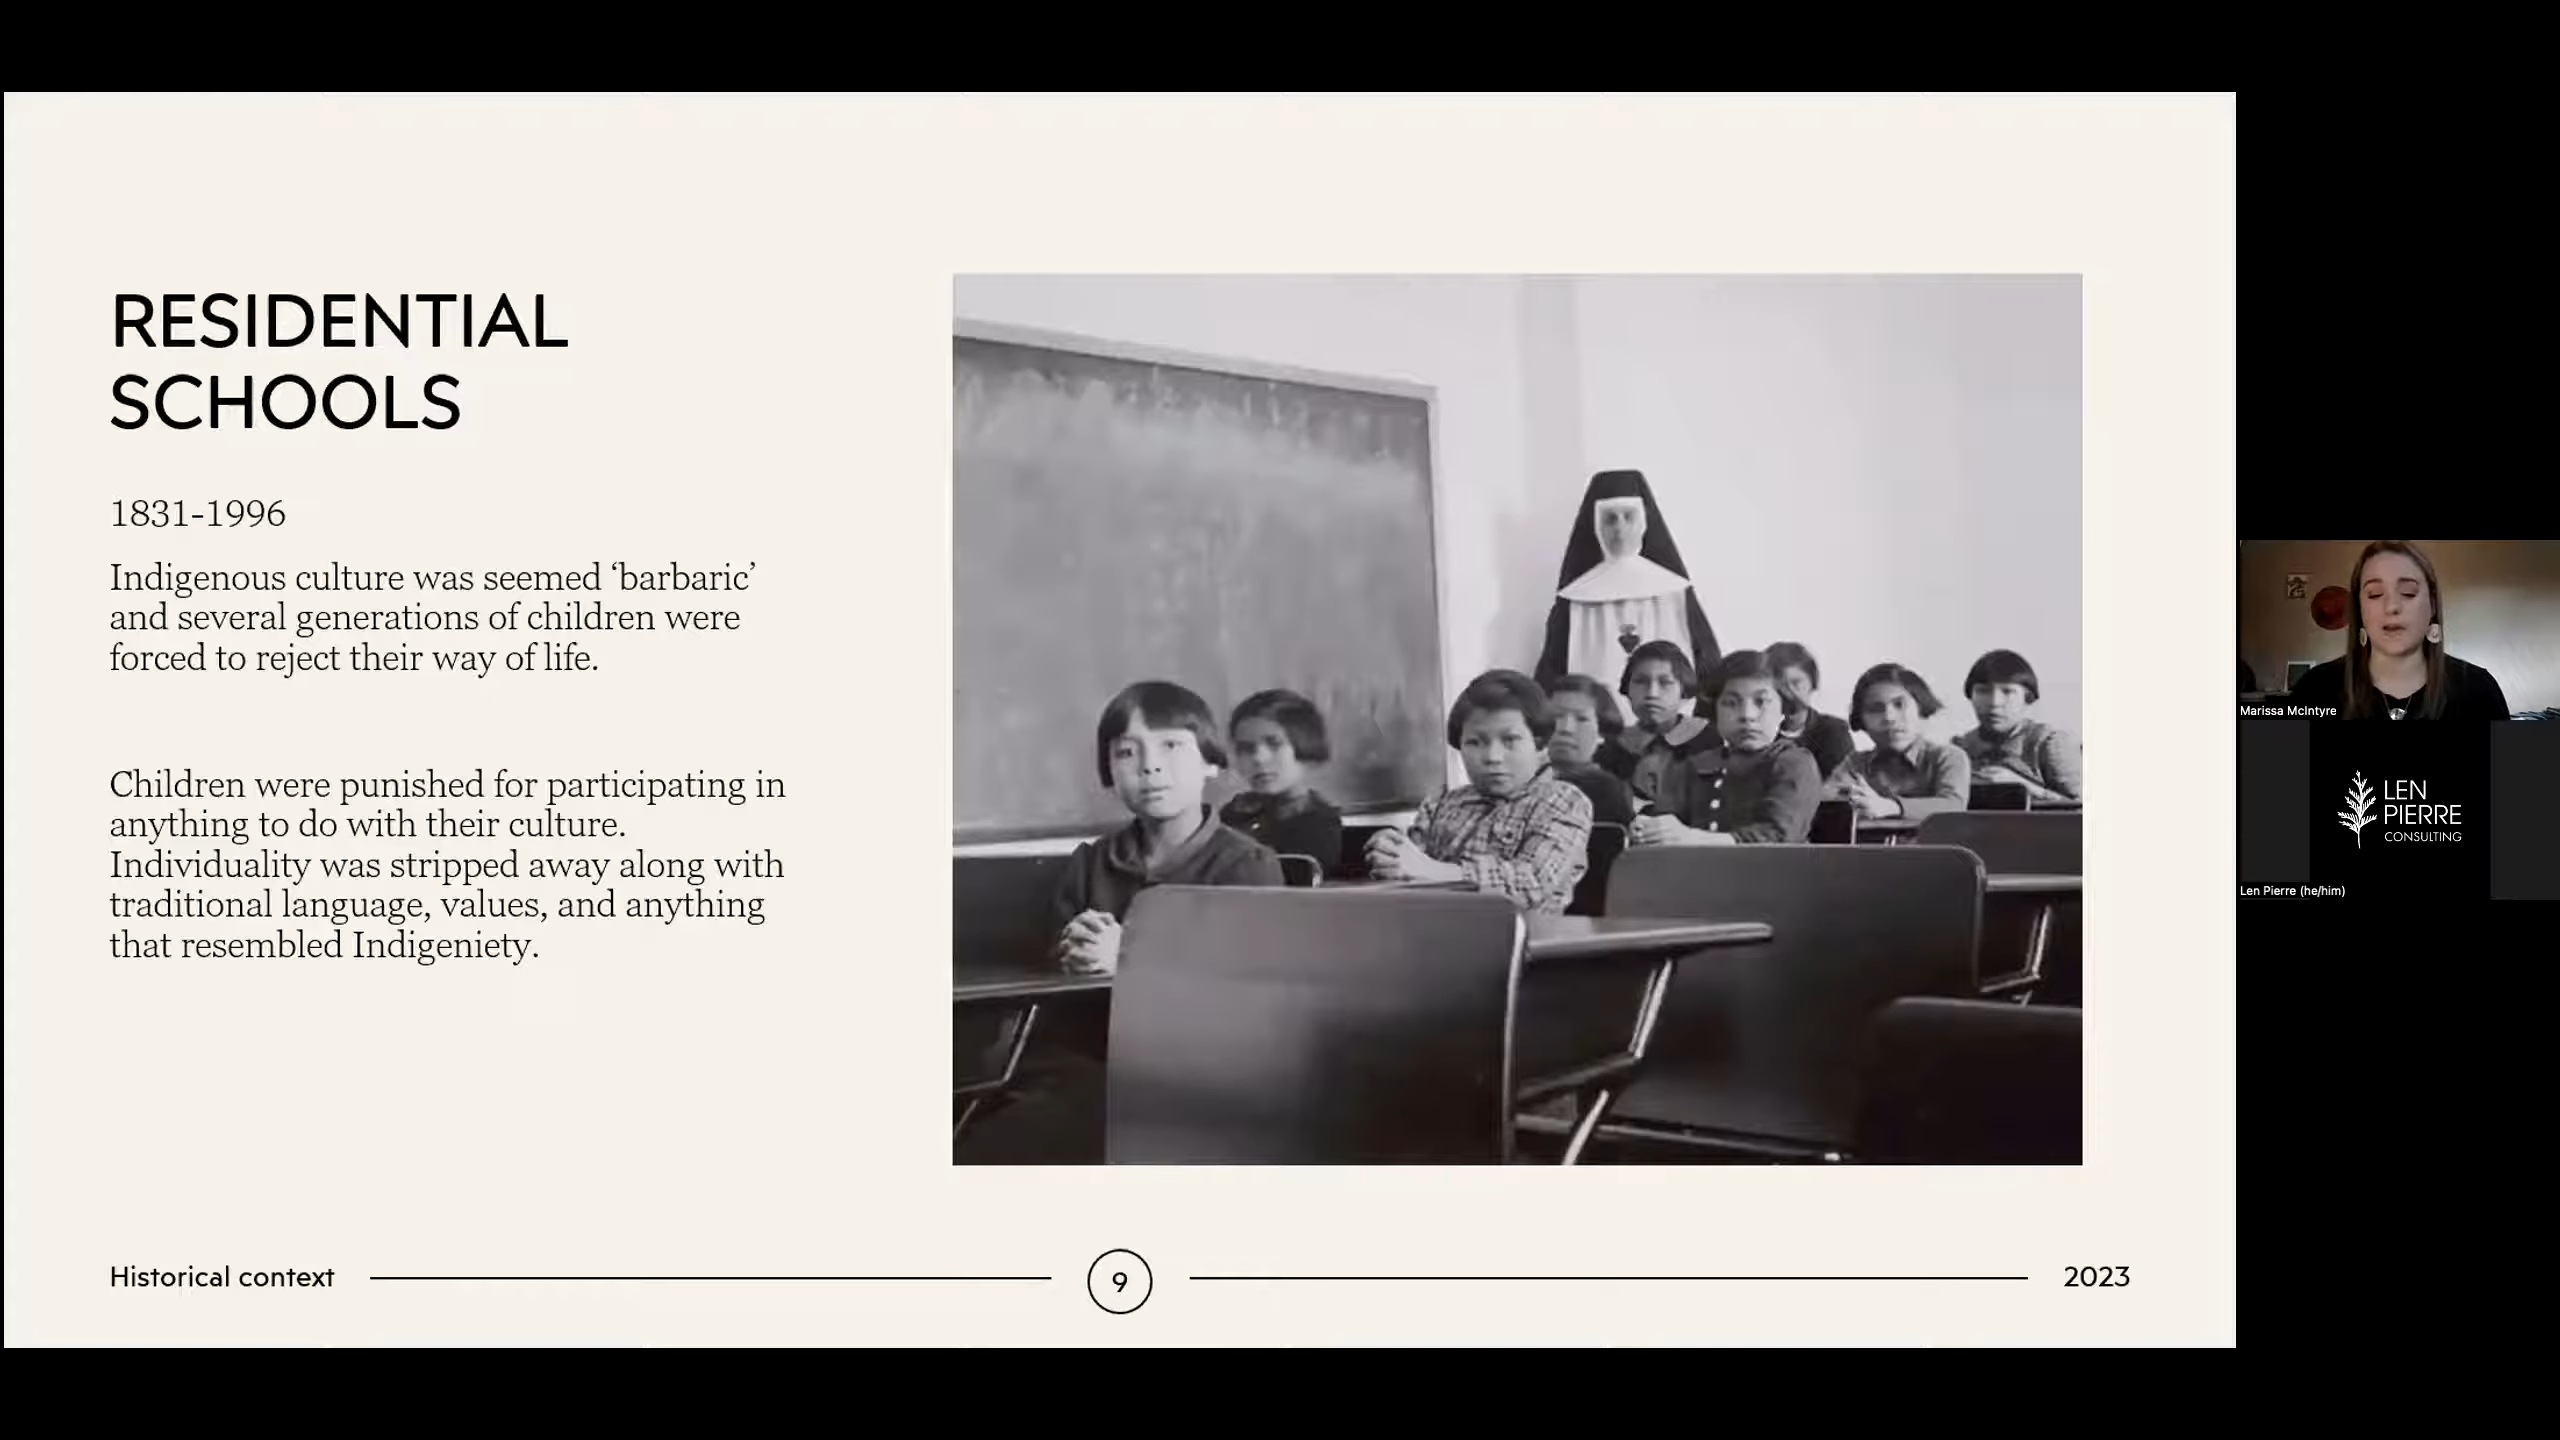 RESIDENTIAL
SCHOOLS
1831-1996
Indigenous culture was seemed ‘barbaric’
and several generations of children were
forced to reject their way of life.
Children were punished for participating in
anything to do with their culture.
Individuality was stripped away along with
traditional language, values, and anything
that resembled Indigeniety.
Historical context
9
2023
Marissa McIntyre
LEN
PIERRE
CONSULTING
Len Pierre (he/him)